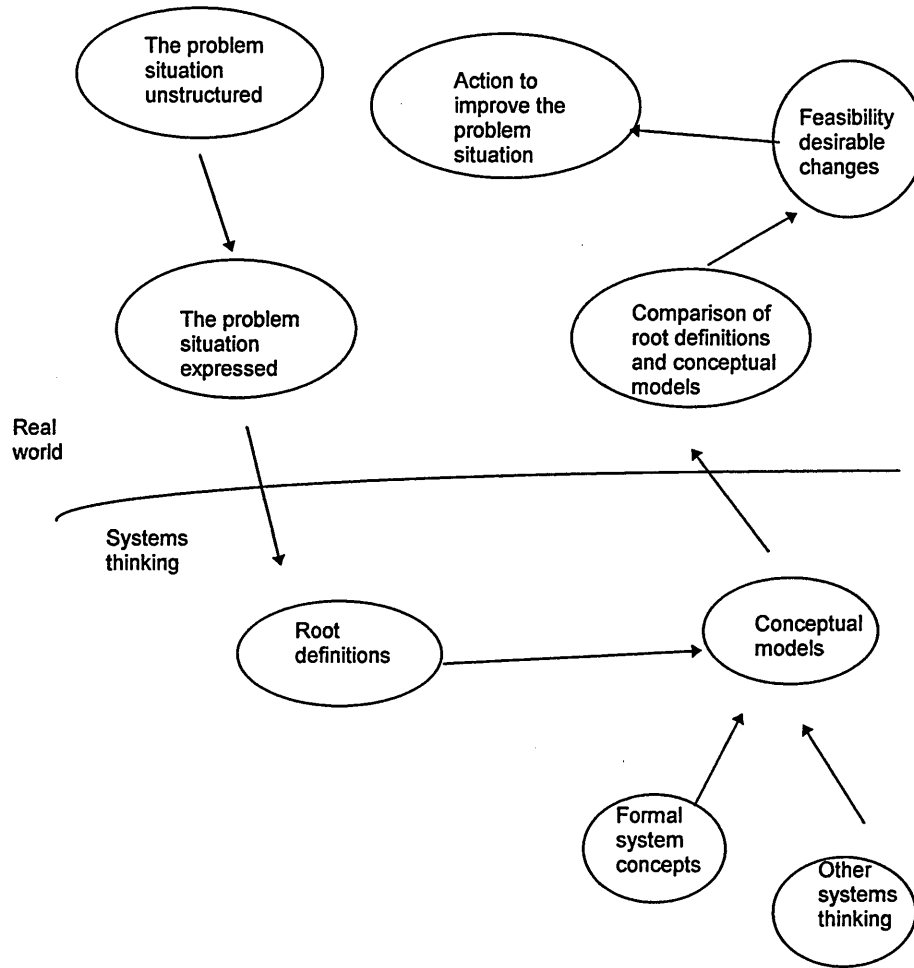 The problem
situation
unstructured
Action to
improve the
problem
situation
Feasibility
desirable
changes
The problem
situation
expressed
Comparison of
root definitions
and conceptual
models
Real
world
Systems
thinking
Root
definitions
Conceptual
models
Formal
system
concepts
Other
systems
thinking